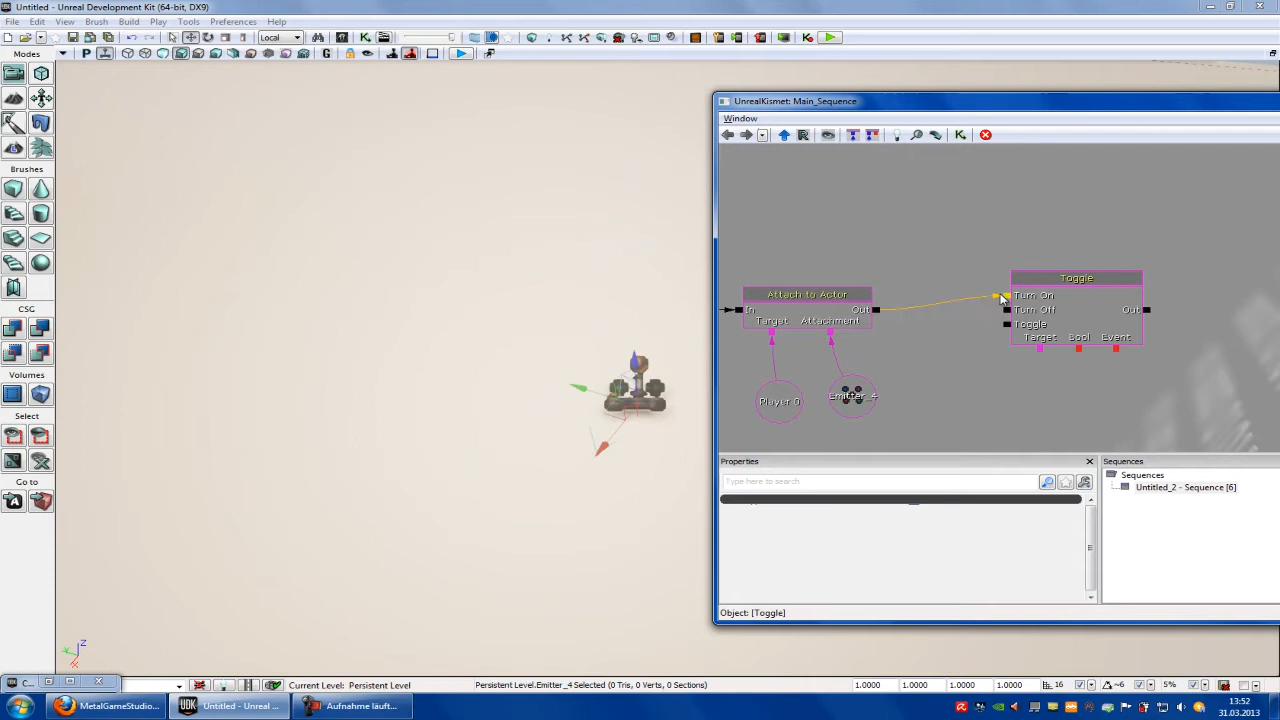 Untitled - Unreal Development Kit (64-bit, DX9)
File Edit View Brush Build Play Tools Preferences Help
Local
Modes
P
G
Brushes
CSG
Volumes
Select
Go to
UnrealKismet: Main_Sequence
Window
Attach to Actor
In Out
Target Attachment
Player 0
Emitter_4
Toggle
Turn On
Turn Off Out
Toggle
Target Bool Event
Properties
Type here to search
Sequences
Sequences
Untitled_2 - Sequence [6]
Object: [Toggle]
Z
Current Level: Persistent Level
Persistent Level.Emitter_4 Selected (0 Tris, 0 Verts, 0 Sections)
1.0000 1.0000 1.0000 1.0000
16
~6
5%
MetalGameStudio...
Untitled - Unreal ...
Aufnahme läuft...
13:52
31.03.2013